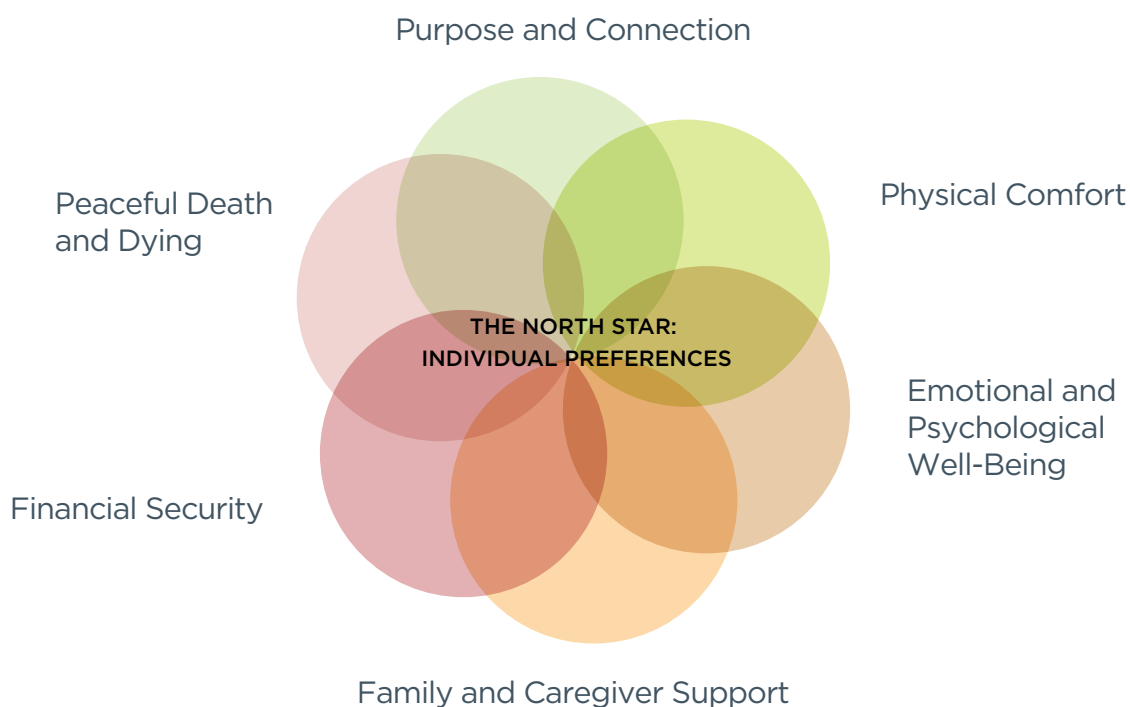 Purpose and Connection
Physical Comfort
Peaceful Death
and Dying
THE NORTH STAR:
INDIVIDUAL PREFERENCES
Emotional and
Psychological
Well-Being
Financial Security
Family and Caregiver Support